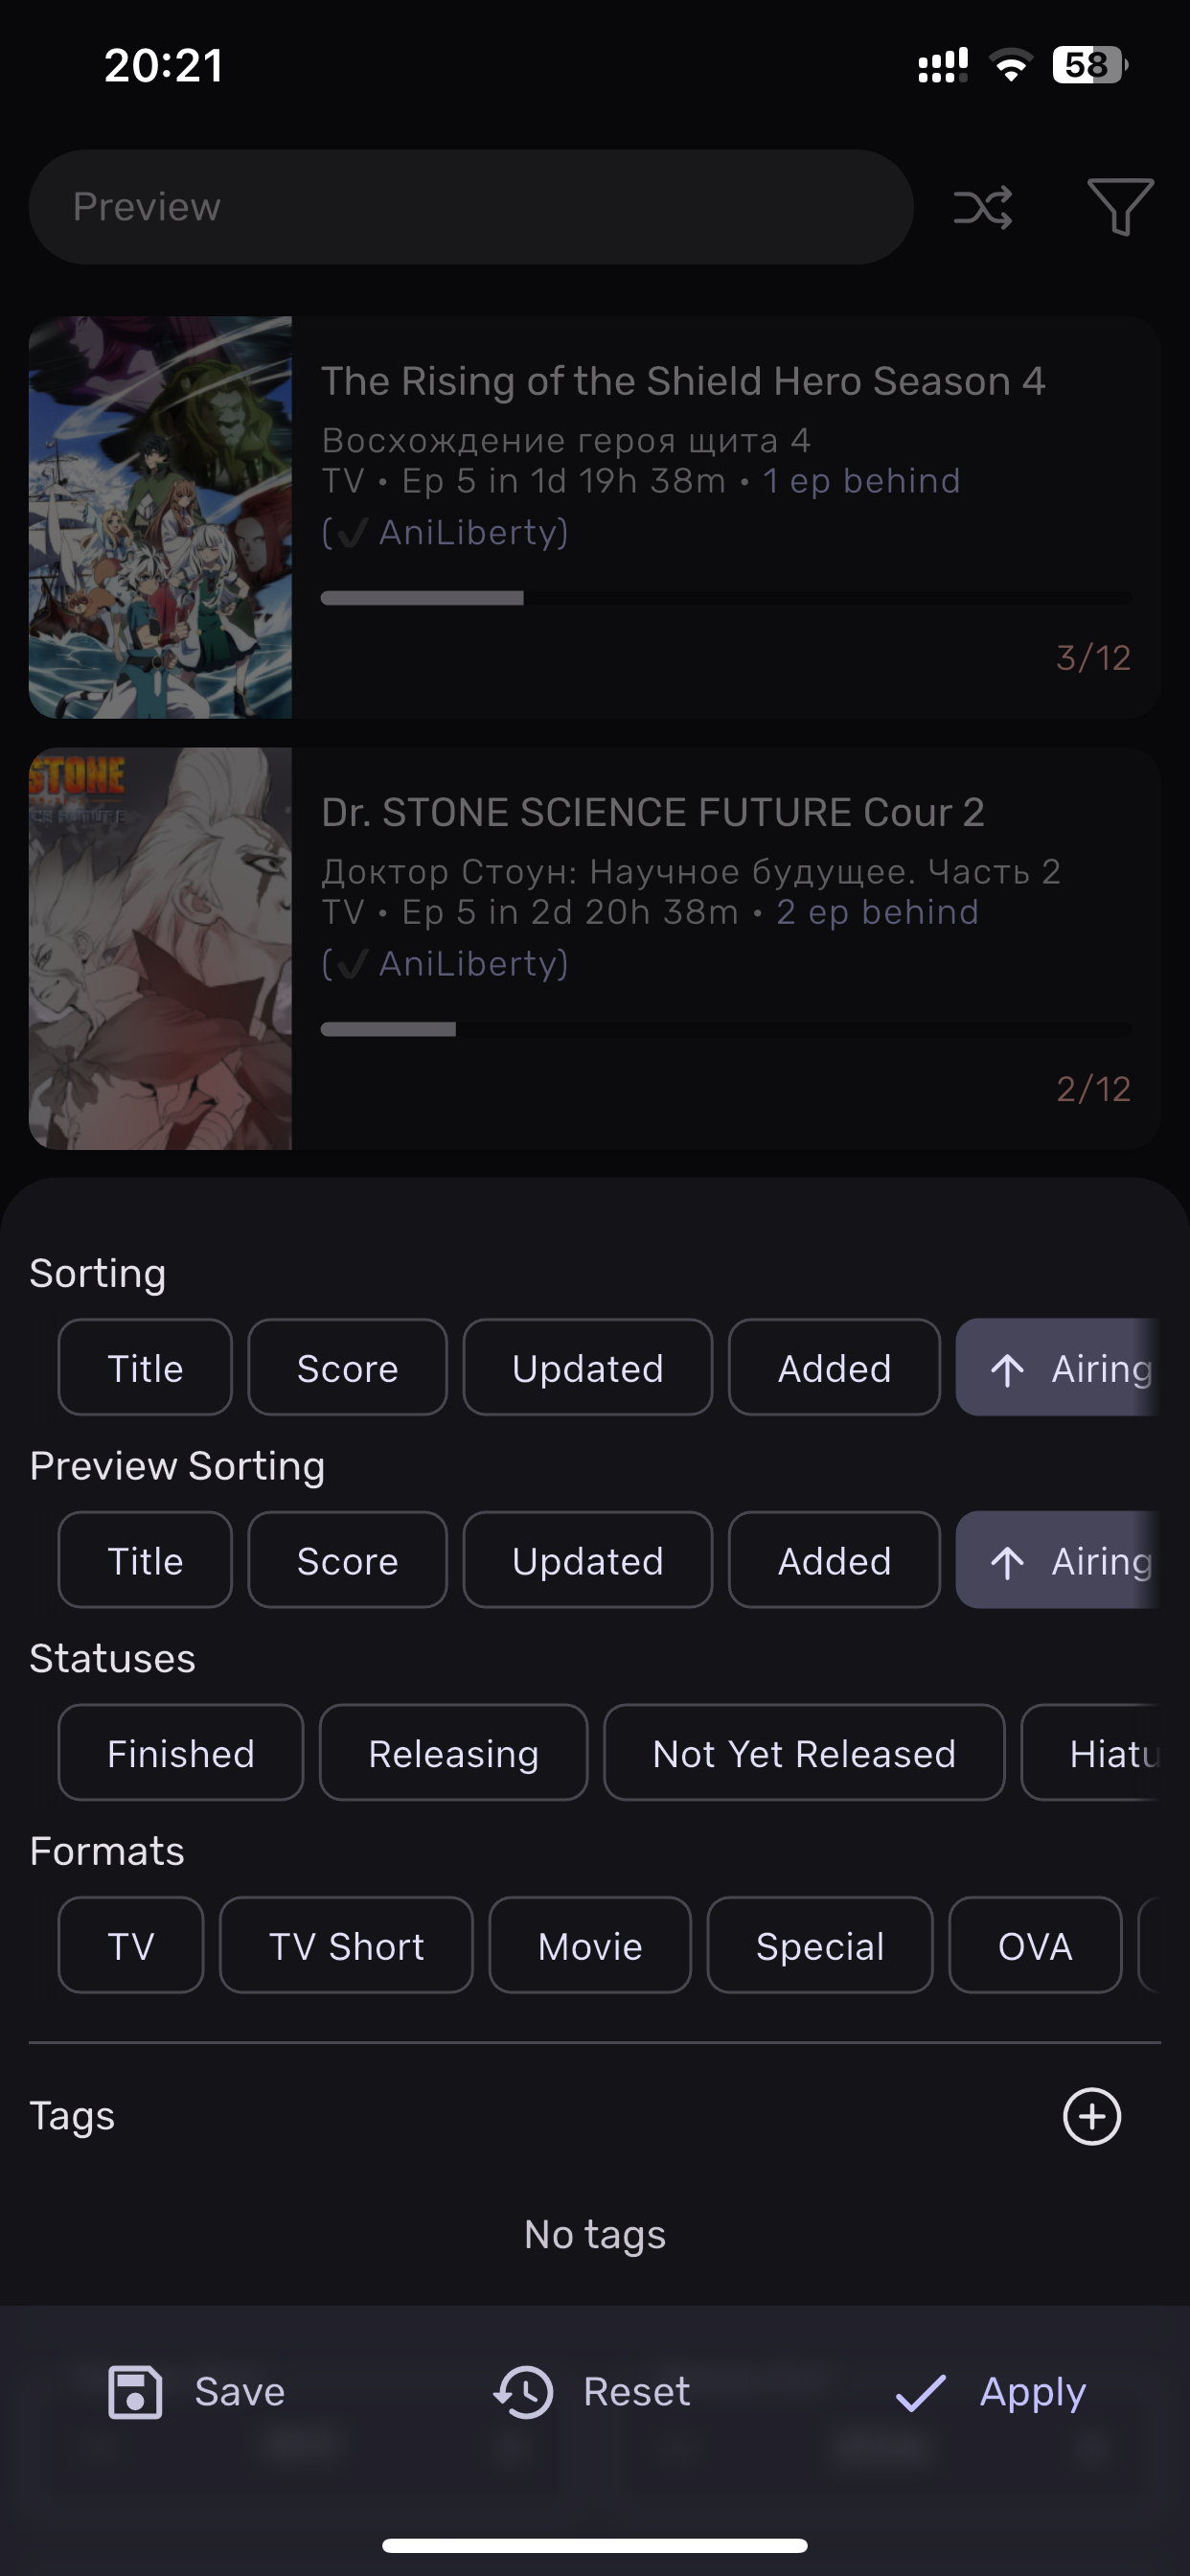 20:21
58
Preview
The Rising of the Shield Hero Season 4
Восхождение героя щита 4
TV • Ep 5 in 1d 19h 38m • 1 ep behind
(✔ AniLiberty)
3/12
STONE
Dr. STONE SCIENCE FUTURE Cour 2
Доктор Стоун: Научное будущее. Часть 2
TV • Ep 5 in 2d 20h 38m • 2 ep behind
(✔ AniLiberty)
2/12
Sorting
Title Score Updated Added ↑ Airing
Preview Sorting
Title Score Updated Added ↑ Airing
Statuses
Finished Releasing Not Yet Released Hiatu
Formats
TV TV Short Movie Special OVA
Tags
No tags
Save Reset Apply